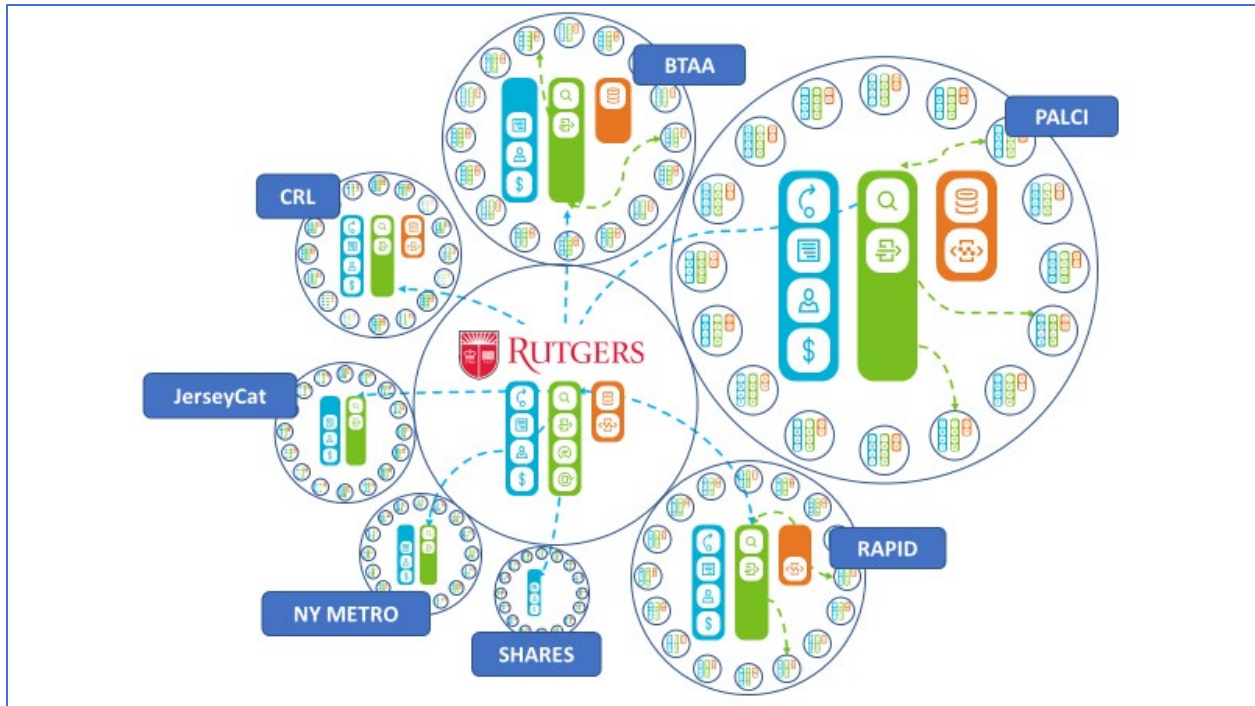 BTAA
PALCI
CRL
RUTGERS
JerseyCat
RAPID
NY METRO
SHARES